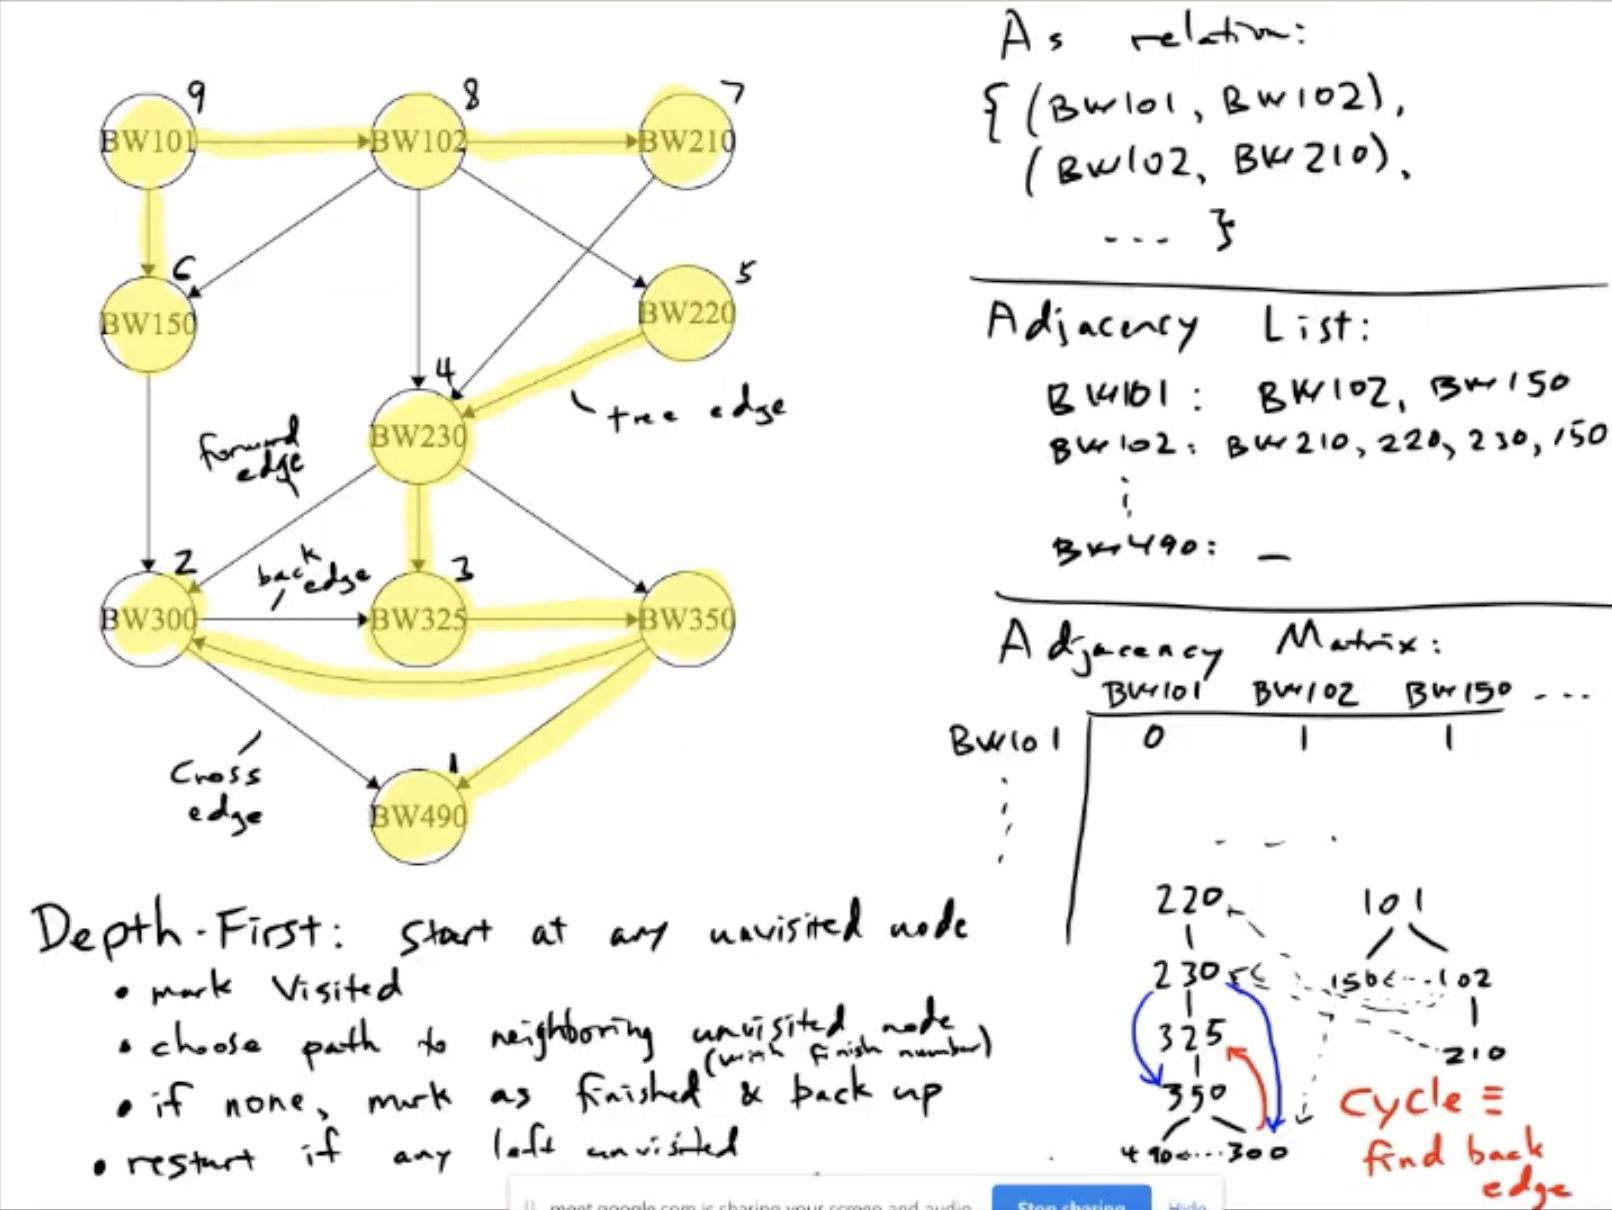 9
8
7
BW101
BW102
BW210
6
5
BW150
BW220
4
BW230
tree edge
forward
edge
back
edge
2
3
BW300
BW325
BW350
Cross
edge
1
BW490
Depth-First: start at any unvisited node
• mark visited
• choose path to neighboring unvisited node
(with finish number)
• if none, mark as finished & back up
• restart if any left unvisited
As relation:
{ (BW101, BW102),
(BW102, BW210),
... }
Adjacency List:
BW101: BW102, BW150
BW102: BW210, 220, 230, 150
BW490: —
Adjacency Matrix:
BW101 BW102 BW150 ...
BW101 0 1 1
220
230
325
350
490 300
101
150 102
210
Cycle ≡
find back
edge
meet.google.com is sharing your screen and audio. Stop sharing Hide